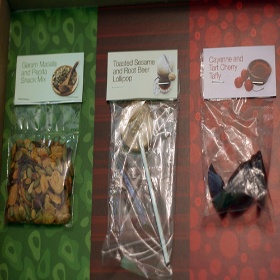 Garam Masala
and Pepita
Snack Mix
Toasted Sesame
and Root Beer
Lollipop
Cayenne and
Tart Cherry
Taffy